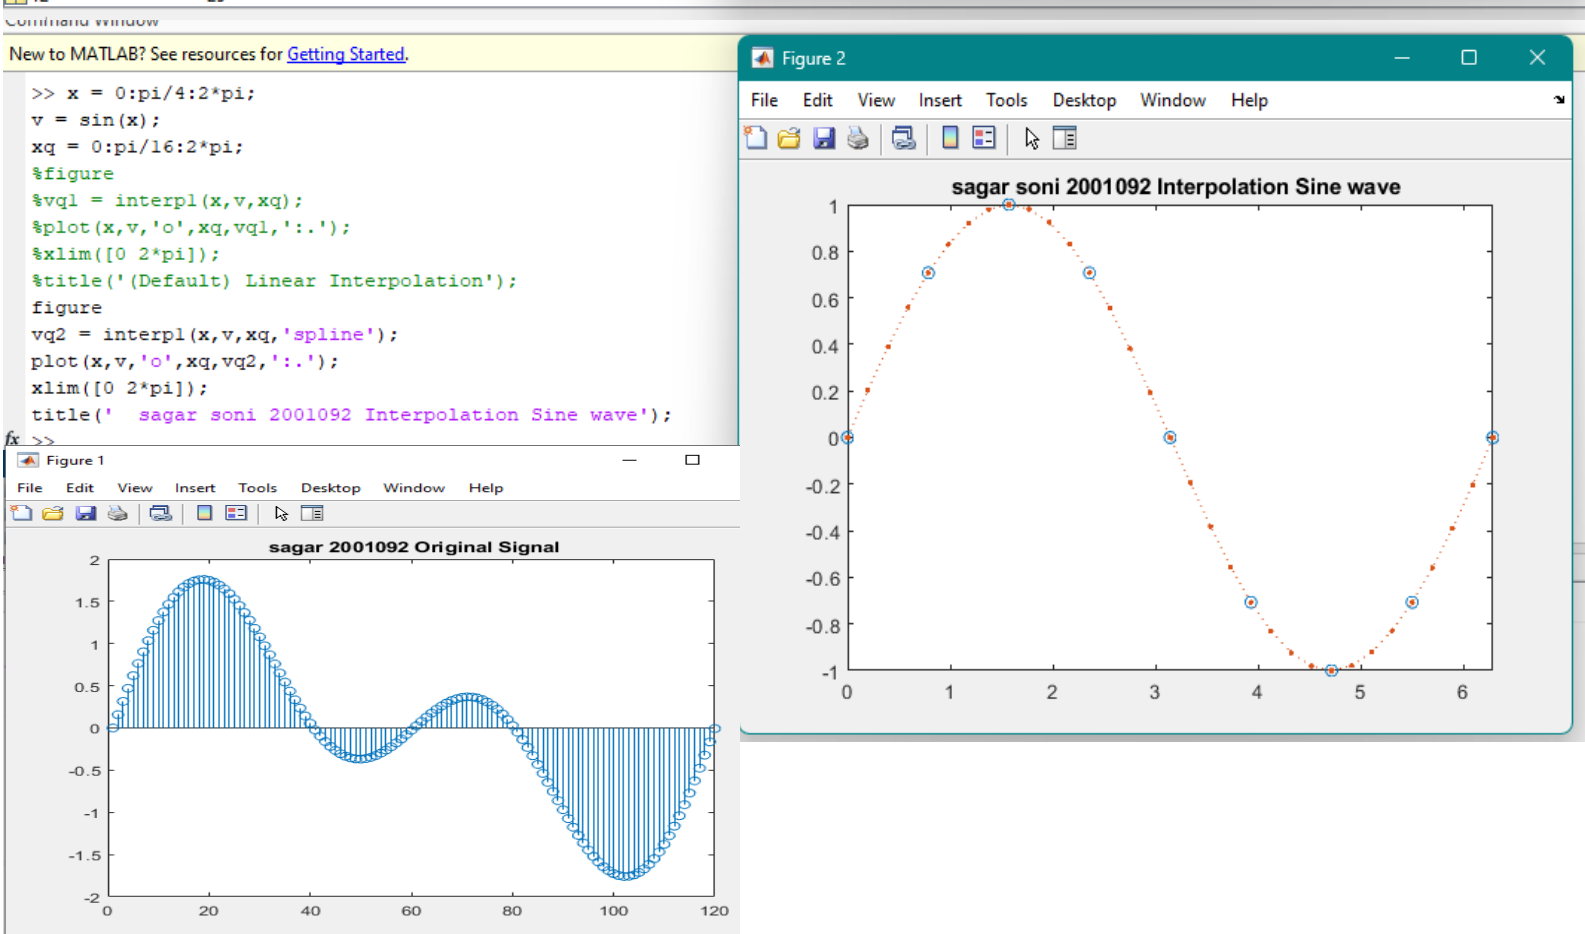 Command Window
New to MATLAB? See resources for Getting Started.
>> x = 0:pi/4:2*pi;
v = sin(x);
xq = 0:pi/16:2*pi;
%figure
%vq1 = interp1(x,v,xq);
%plot(x,v,'o',xq,vq1,':.');
%xlim([0 2*pi]);
%title('(Default) Linear Interpolation');
figure
vq2 = interp1(x,v,xq,'spline');
plot(x,v,'o',xq,vq2,':.');
xlim([0 2*pi]);
title('  sagar soni 2001092 Interpolation Sine wave');
fx >>
Figure 2
File Edit View Insert Tools Desktop Window Help
sagar soni 2001092 Interpolation Sine wave
1
0.8
0.6
0.4
0.2
0
-0.2
-0.4
-0.6
-0.8
-1
0 1 2 3 4 5 6
Figure 1
File Edit View Insert Tools Desktop Window Help
sagar 2001092 Original Signal
2
1.5
1
0.5
0
-0.5
-1
-1.5
-2
0 20 40 60 80 100 120